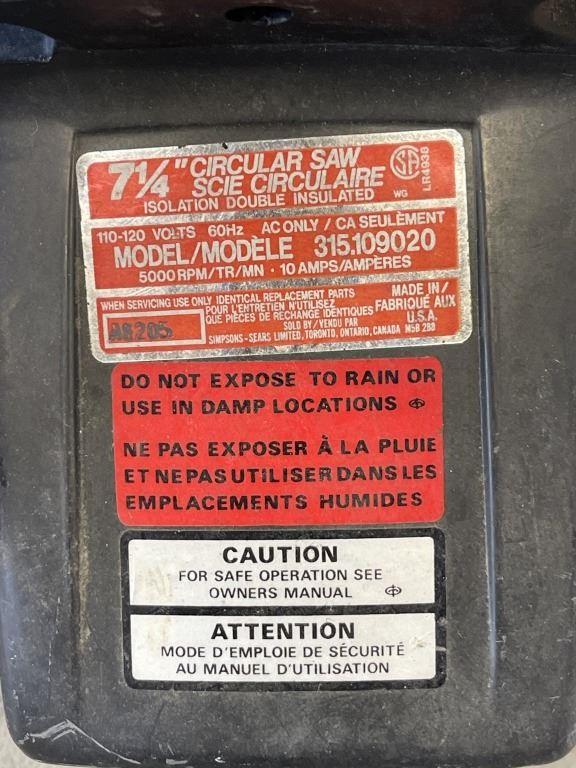 7 1/4" CIRCULAR SAW
SCIE CIRCULAIRE
ISOLATION DOUBLE INSULATED
SA
WG
LR4938
110-120 VOLTS 60Hz AC ONLY / CA SEULÈMENT
MODEL/MODÈLE 315.109020
5000 RPM/TR/MN · 10 AMPS/AMPÈRES
WHEN SERVICING USE ONLY IDENTICAL REPLACEMENT PARTS
POUR L'ENTRETIEN N'UTILISEZ
QUE PIÈCES DE RECHANGE IDENTIQUES
A8205
SOLD BY/VENDU PAR
SIMPSONS-SEARS LIMITED, TORONTO, ONTARIO, CANADA M5B 2B8
MADE IN/
FABRIQUÉ AUX
U.S.A.
DO NOT EXPOSE TO RAIN OR
USE IN DAMP LOCATIONS
NE PAS EXPOSER À LA PLUIE
ET NE PAS UTILISER DANS LES
EMPLACEMENTS HUMIDES
CAUTION
FOR SAFE OPERATION SEE
OWNERS MANUAL
ATTENTION
MODE D'EMPLOIE DE SÉCURITÉ
AU MANUEL D'UTILISATION